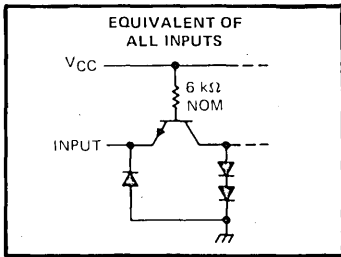 EQUIVALENT OF
ALL INPUTS
VCC
6 kΩ
NOM
INPUT